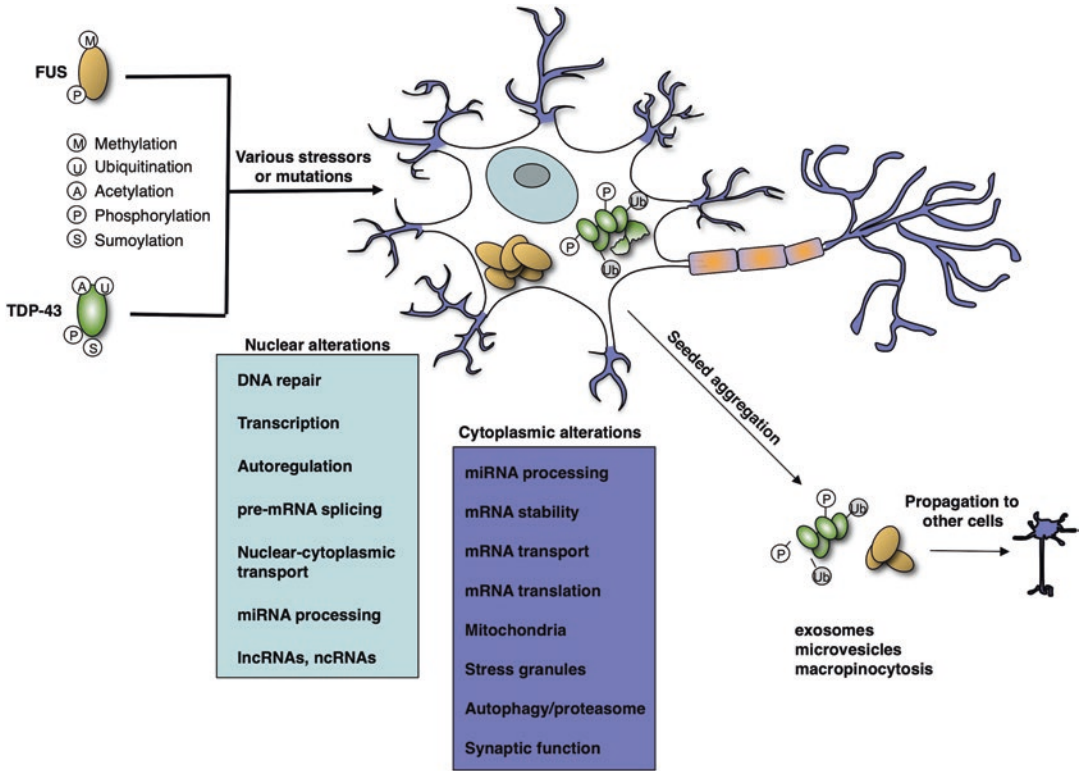 M
FUS
P
M Methylation
U Ubiquitination
A Acetylation
P Phosphorylation
S Sumoylation
A U
TDP-43
P
S
Various stressors
or mutations
P
Ub
P
Ub
Nuclear alterations
DNA repair
Transcription
Autoregulation
pre-mRNA splicing
Nuclear-cytoplasmic
transport
miRNA processing
lncRNAs, ncRNAs
Cytoplasmic alterations
miRNA processing
mRNA stability
mRNA transport
mRNA translation
Mitochondria
Stress granules
Autophagy/proteasome
Synaptic function
Seeded aggregation
P
Ub
P
Ub
Propagation to
other cells
exosomes
microvesicles
macropinocytosis